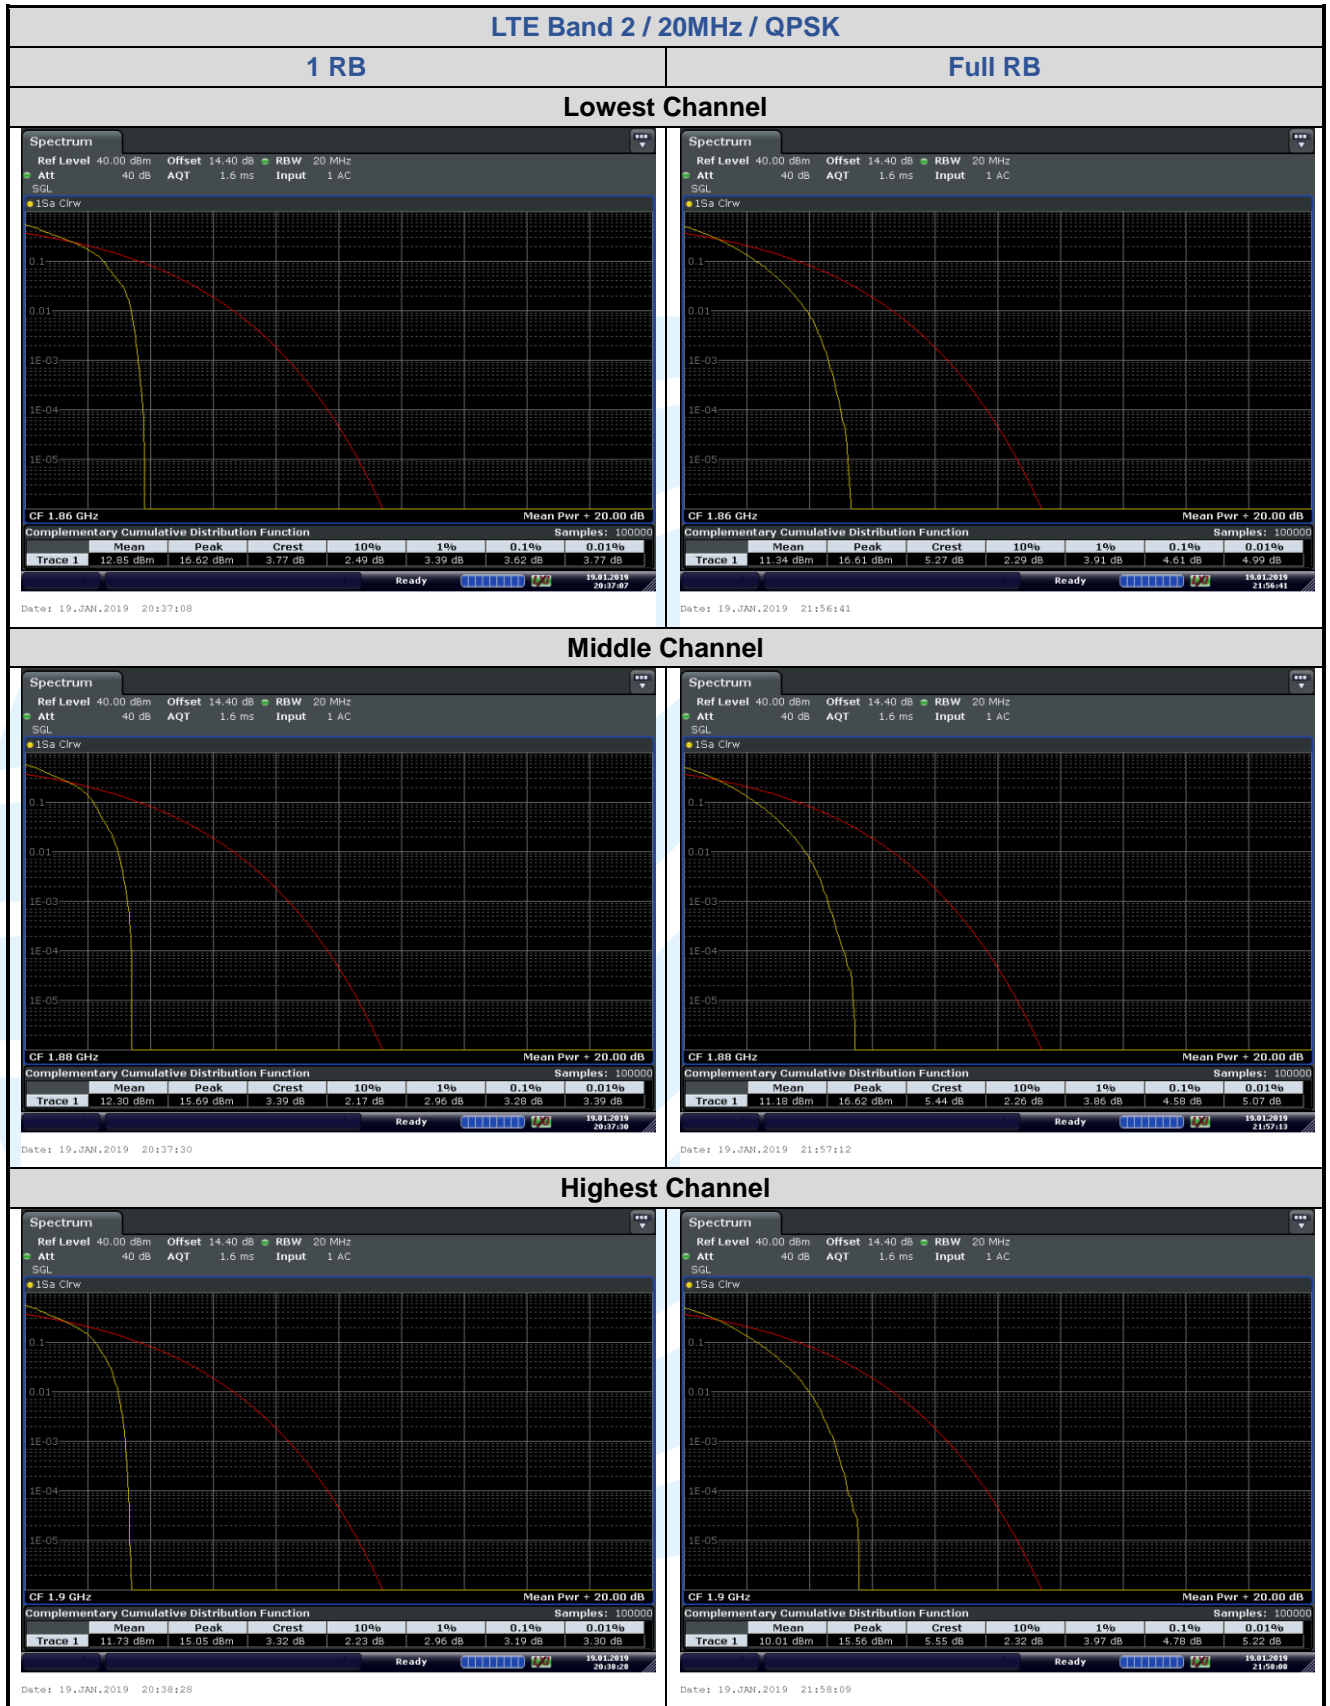 LTE Band 2 / 20MHz / QPSK
1 RB
Full RB
Lowest Channel
Spectrum
Ref Level 40.00 dBm Offset 14.40 dB RBW 20 MHz
Att 40 dB AQT 1.6 ms Input 1 AC
SGL
1Sa Clrw
0.1
0.01
1E-03
1E-04
1E-05
CF 1.86 GHz Mean Pwr + 20.00 dB
Complementary Cumulative Distribution Function Samples: 100000
Mean Peak Crest 10% 1% 0.1% 0.01%
Trace 1 12.85 dBm 16.62 dBm 3.77 dB 2.49 dB 3.39 dB 3.62 dB 3.77 dB
Ready 19.01.2019
20:37:07
Date: 19.JAN.2019 20:37:08
Spectrum
Ref Level 40.00 dBm Offset 14.40 dB RBW 20 MHz
Att 40 dB AQT 1.6 ms Input 1 AC
SGL
1Sa Clrw
0.1
0.01
1E-03
1E-04
1E-05
CF 1.86 GHz Mean Pwr + 20.00 dB
Complementary Cumulative Distribution Function Samples: 100000
Mean Peak Crest 10% 1% 0.1% 0.01%
Trace 1 11.34 dBm 16.61 dBm 5.27 dB 2.29 dB 3.91 dB 4.61 dB 4.99 dB
Ready 19.01.2019
21:56:41
Date: 19.JAN.2019 21:56:41
Middle Channel
Spectrum
Ref Level 40.00 dBm Offset 14.40 dB RBW 20 MHz
Att 40 dB AQT 1.6 ms Input 1 AC
SGL
1Sa Clrw
0.1
0.01
1E-03
1E-04
1E-05
CF 1.88 GHz Mean Pwr + 20.00 dB
Complementary Cumulative Distribution Function Samples: 100000
Mean Peak Crest 10% 1% 0.1% 0.01%
Trace 1 12.30 dBm 15.69 dBm 3.39 dB 2.17 dB 2.96 dB 3.28 dB 3.39 dB
Ready 19.01.2019
20:37:30
Date: 19.JAN.2019 20:37:30
Spectrum
Ref Level 40.00 dBm Offset 14.40 dB RBW 20 MHz
Att 40 dB AQT 1.6 ms Input 1 AC
SGL
1Sa Clrw
0.1
0.01
1E-03
1E-04
1E-05
CF 1.88 GHz Mean Pwr + 20.00 dB
Complementary Cumulative Distribution Function Samples: 100000
Mean Peak Crest 10% 1% 0.1% 0.01%
Trace 1 11.18 dBm 16.62 dBm 5.44 dB 2.26 dB 3.86 dB 4.58 dB 5.07 dB
Ready 19.01.2019
21:57:13
Date: 19.JAN.2019 21:57:12
Highest Channel
Spectrum
Ref Level 40.00 dBm Offset 14.40 dB RBW 20 MHz
Att 40 dB AQT 1.6 ms Input 1 AC
SGL
1Sa Clrw
0.1
0.01
1E-03
1E-04
1E-05
CF 1.9 GHz Mean Pwr + 20.00 dB
Complementary Cumulative Distribution Function Samples: 100000
Mean Peak Crest 10% 1% 0.1% 0.01%
Trace 1 11.73 dBm 15.05 dBm 3.32 dB 2.23 dB 2.96 dB 3.19 dB 3.30 dB
Ready 19.01.2019
20:38:28
Date: 19.JAN.2019 20:38:28
Spectrum
Ref Level 40.00 dBm Offset 14.40 dB RBW 20 MHz
Att 40 dB AQT 1.6 ms Input 1 AC
SGL
1Sa Clrw
0.1
0.01
1E-03
1E-04
1E-05
CF 1.9 GHz Mean Pwr + 20.00 dB
Complementary Cumulative Distribution Function Samples: 100000
Mean Peak Crest 10% 1% 0.1% 0.01%
Trace 1 10.01 dBm 15.56 dBm 5.55 dB 2.32 dB 3.97 dB 4.78 dB 5.22 dB
Ready 19.01.2019
21:58:08
Date: 19.JAN.2019 21:58:09